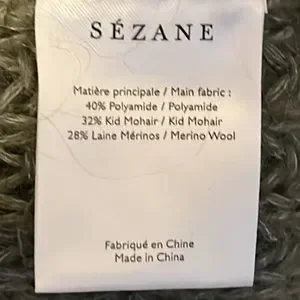 SÉZANE
Matière principale / Main fabric :
40% Polyamide / Polyamide
32% Kid Mohair / Kid Mohair
28% Laine Mérinos / Merino Wool
Fabriqué en Chine
Made in China